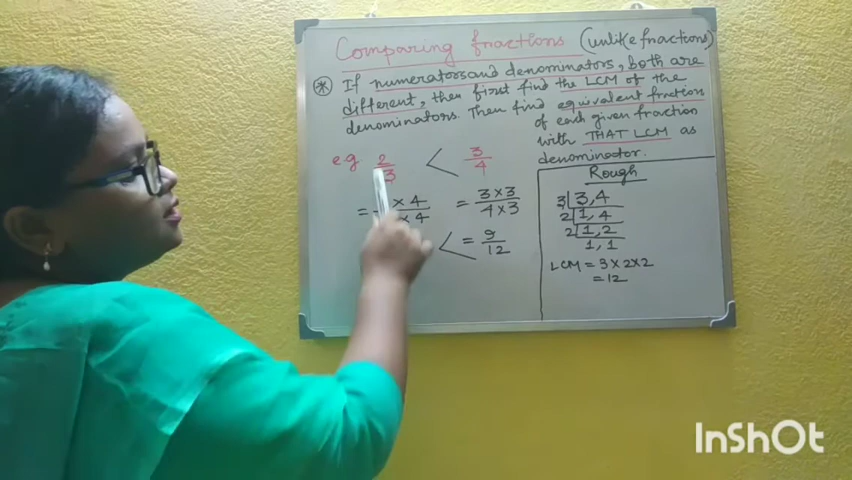 Comparing fractions (unlike fractions)
* If numerators and denominators, both are
different, then first find the LCM of the
denominators. Then find equivalent fractions
of each given fraction
with THAT LCM as
denominator.
e.g 2/3 < 3/4
= × 4 / × 4 = 3×3/4×3
< = 9/12
Rough
3 | 3, 4
2 | 1, 4
2 | 1, 2
1, 1
LCM = 3×2×2
= 12
InShOt